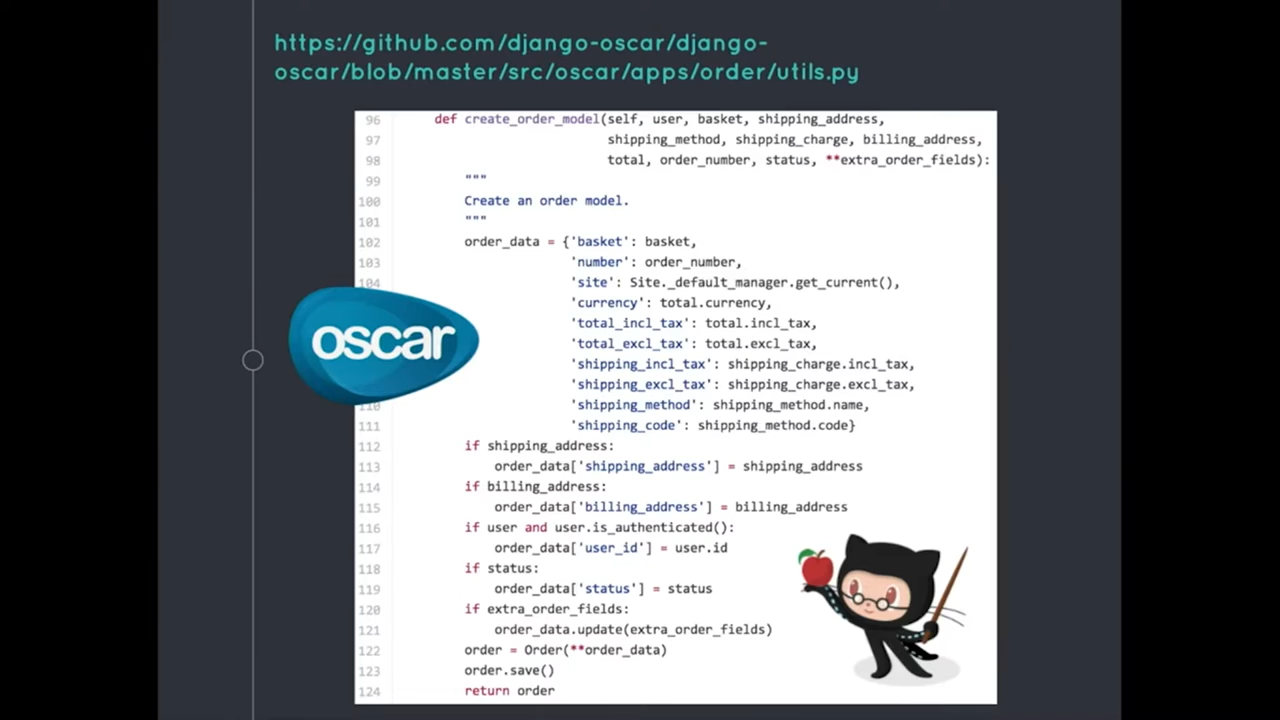 https://github.com/django-oscar/django-
oscar/blob/master/src/oscar/apps/order/utils.py
96 def create_order_model(self, user, basket, shipping_address,
97 shipping_method, shipping_charge, billing_address,
98 total, order_number, status, **extra_order_fields):
99 """
100 Create an order model.
101 """
102 order_data = {'basket': basket,
103 'number': order_number,
104 'site': Site._default_manager.get_current(),
'currency': total.currency,
'total_incl_tax': total.incl_tax,
'total_excl_tax': total.excl_tax,
'shipping_incl_tax': shipping_charge.incl_tax,
'shipping_excl_tax': shipping_charge.excl_tax,
110 'shipping_method': shipping_method.name,
111 'shipping_code': shipping_method.code}
112 if shipping_address:
113 order_data['shipping_address'] = shipping_address
114 if billing_address:
115 order_data['billing_address'] = billing_address
116 if user and user.is_authenticated():
117 order_data['user_id'] = user.id
118 if status:
119 order_data['status'] = status
120 if extra_order_fields:
121 order_data.update(extra_order_fields)
122 order = Order(**order_data)
123 order.save()
124 return order
oscar